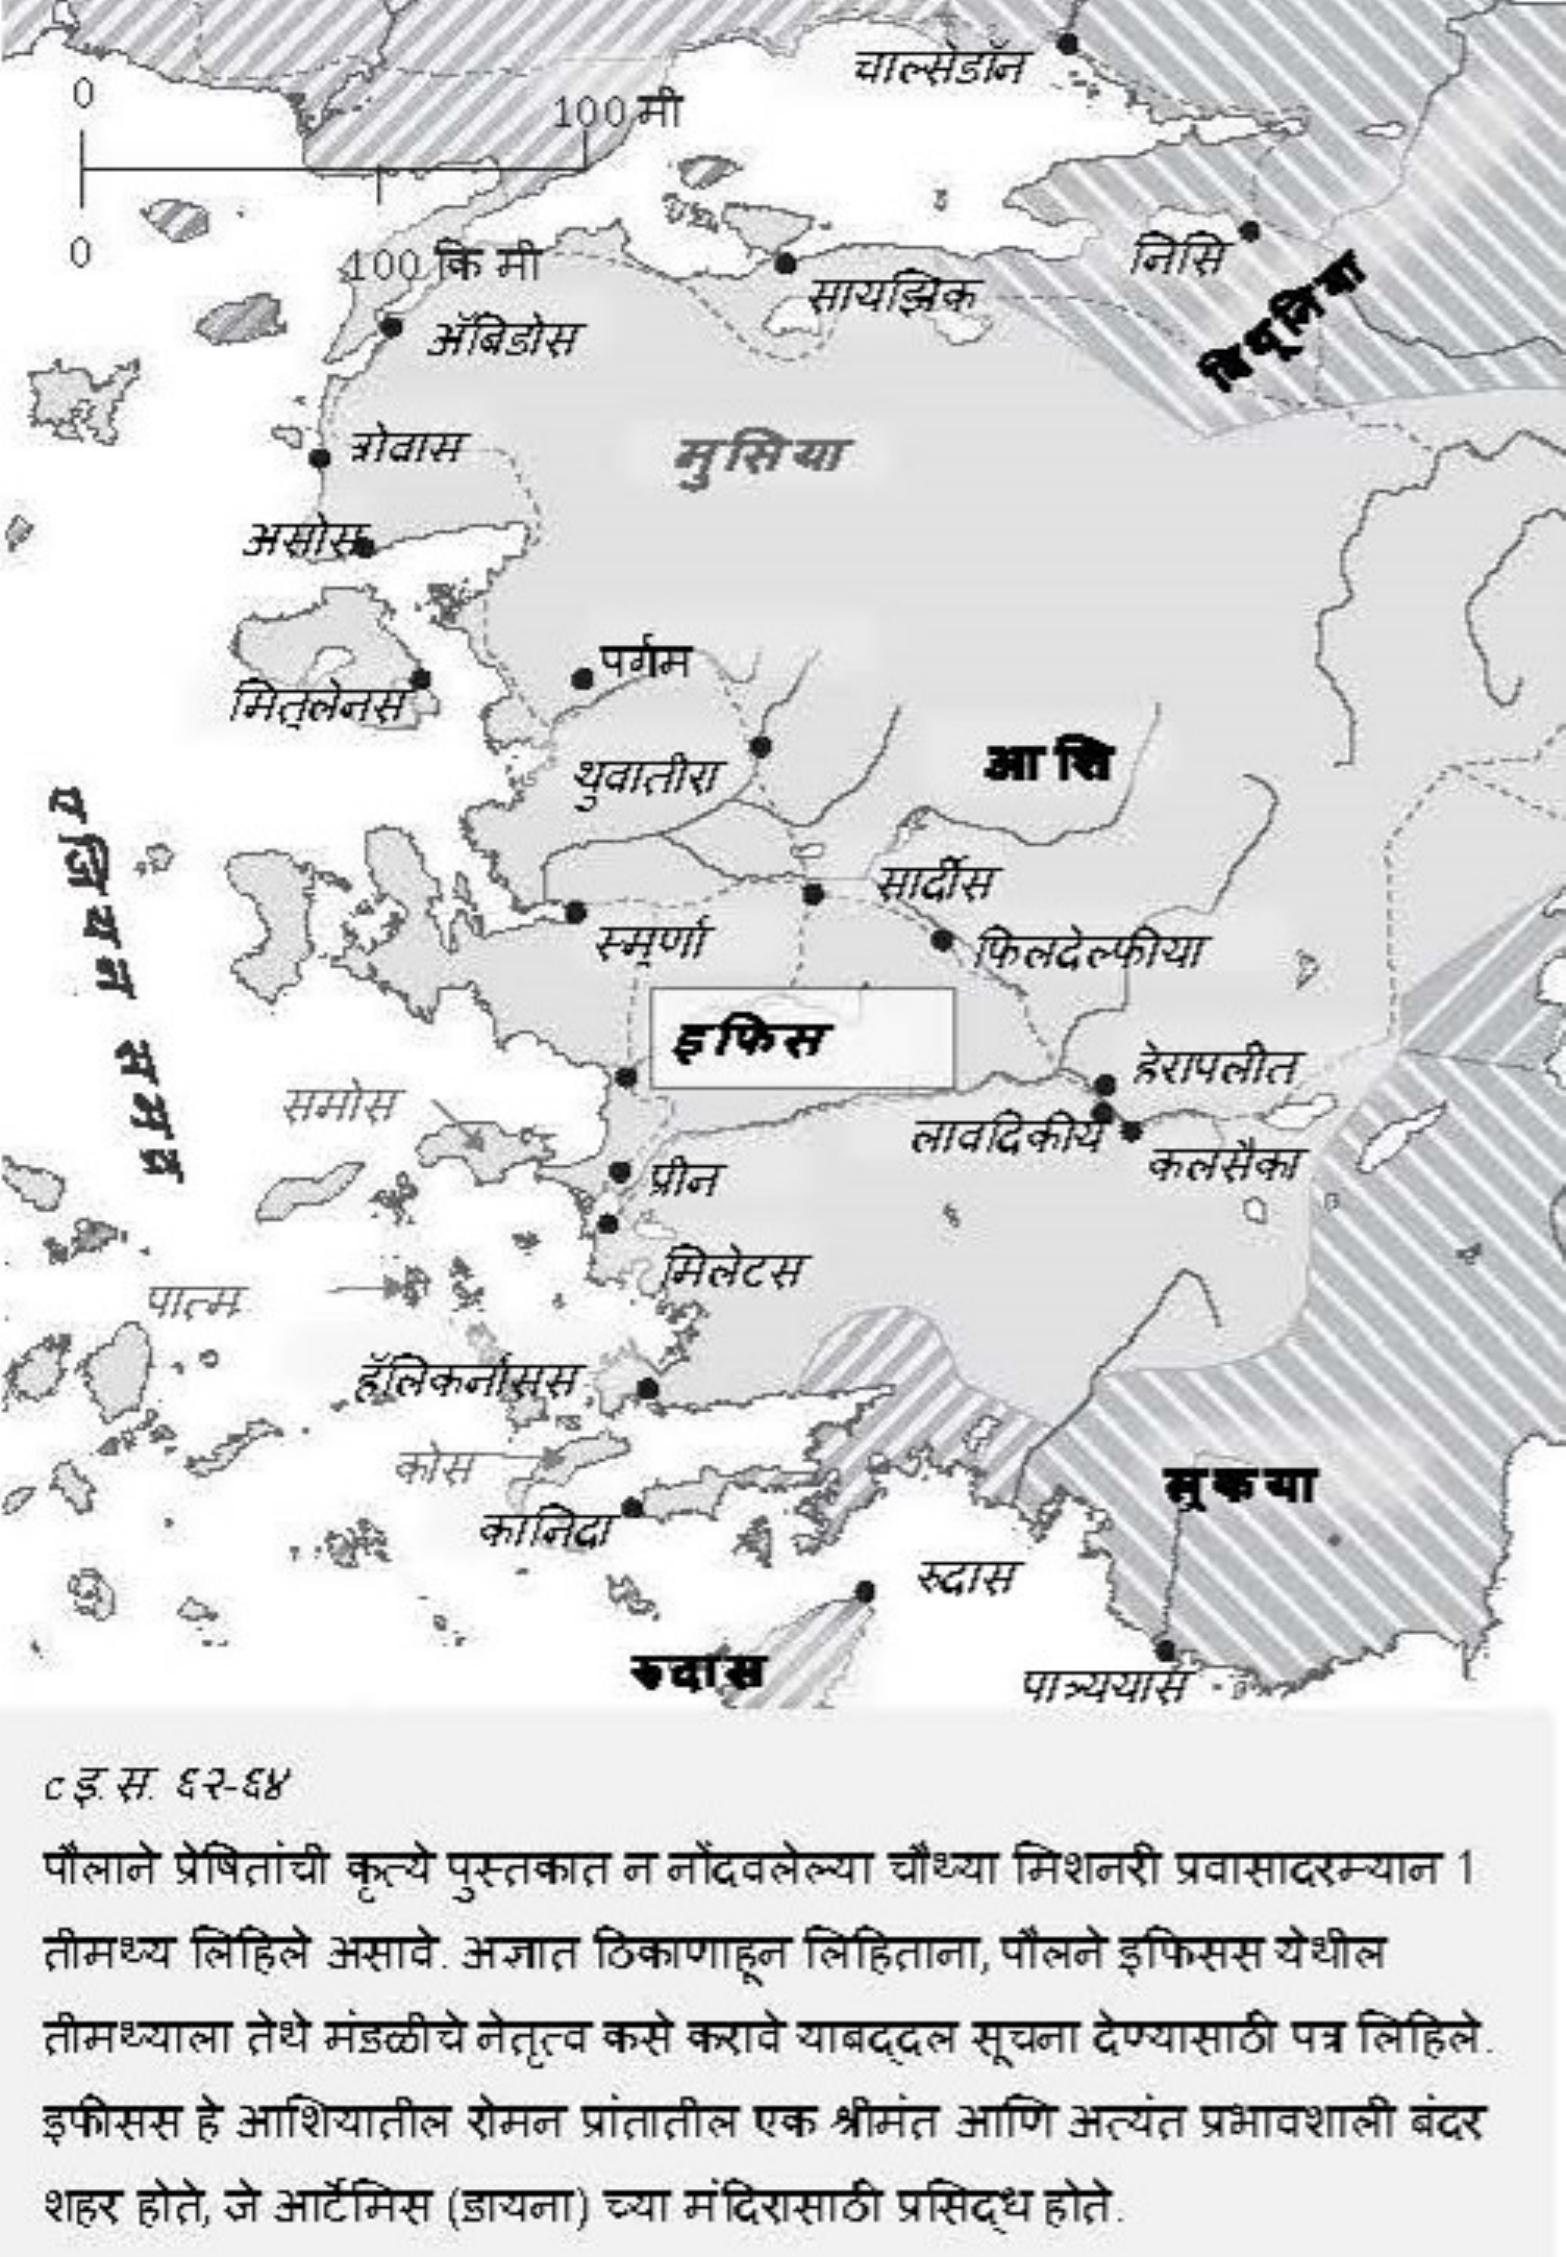 चाल्सेडॉन
0
100 मी
0
100 कि मी
निसि
सायझिक
बिथूनिया
ॲबिडोस
त्रोवास
मुसिया
असोस
पर्गम
मित्लेनस
थुवातीरा
आशि
एजियन समुद्र
सार्दीस
स्मूर्णा
फिलदेल्फीया
इफिस
हेरापलीत
समोस
लावदिकीय
कलसैका
प्रीन
मिलेटस
पात्म
हॅलिकर्नासस
कोस
लुकया
कानिदा
रुदास
रुदास
पात्र्ययास
c इ.स. ६२-६४
पौलाने प्रेषितांची कृत्ये पुस्तकात न नोंदवलेल्या चौथ्या मिशनरी प्रवासादरम्यान 1
तीमथ्य लिहिले असावे. अज्ञात ठिकाणाहून लिहिताना, पौलने इफिसस येथील
तीमथ्याला तेथे मंडळीचे नेतृत्व कसे करावे याबद्दल सूचना देण्यासाठी पत्र लिहिले.
इफीसस हे आशियातील रोमन प्रांतातील एक श्रीमंत आणि अत्यंत प्रभावशाली बंदर
शहर होते, जे आर्टेमिस (डायना) च्या मंदिरासाठी प्रसिद्ध होते.